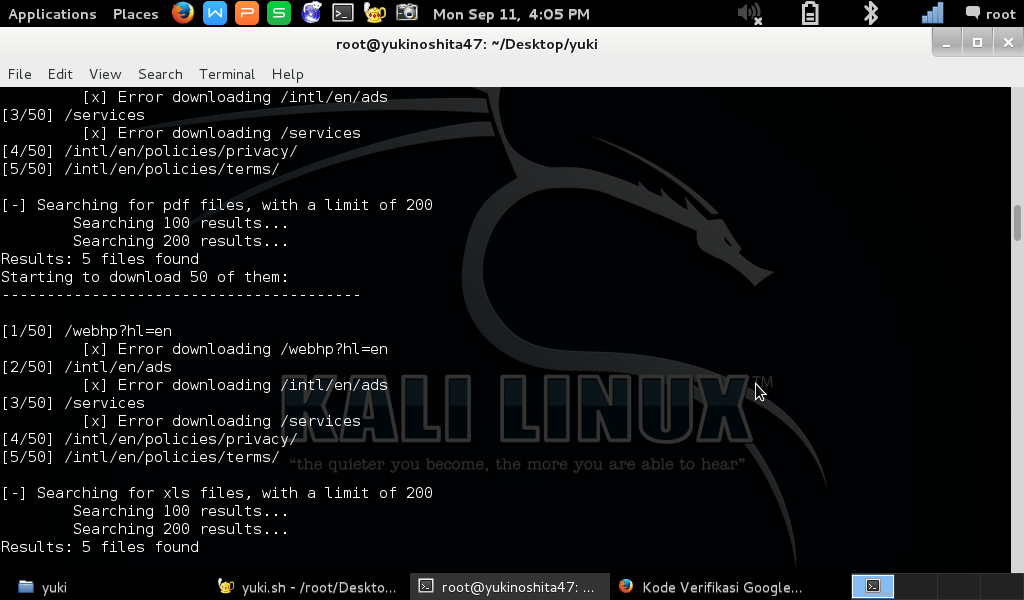 Applications Places Mon Sep 11, 4:05 PM root
root@yukinoshita47: ~/Desktop/yuki
File Edit View Search Terminal Help
[x] Error downloading /intl/en/ads
[3/50] /services
[x] Error downloading /services
[4/50] /intl/en/policies/privacy/
[5/50] /intl/en/policies/terms/
[-] Searching for pdf files, with a limit of 200
Searching 100 results...
Searching 200 results...
Results: 5 files found
Starting to download 50 of them:
----------------------------------------
[1/50] /webhp?hl=en
[x] Error downloading /webhp?hl=en
[2/50] /intl/en/ads
[x] Error downloading /intl/en/ads
[3/50] /services
[x] Error downloading /services
[4/50] /intl/en/policies/privacy/
[5/50] /intl/en/policies/terms/
[-] Searching for xls files, with a limit of 200
Searching 100 results...
Searching 200 results...
Results: 5 files found
KALI LINUX™
“the quieter you become, the more you are able to hear”
yuki yuki.sh - /root/Deskto... root@yukinoshita47: ... Kode Verifikasi Google...